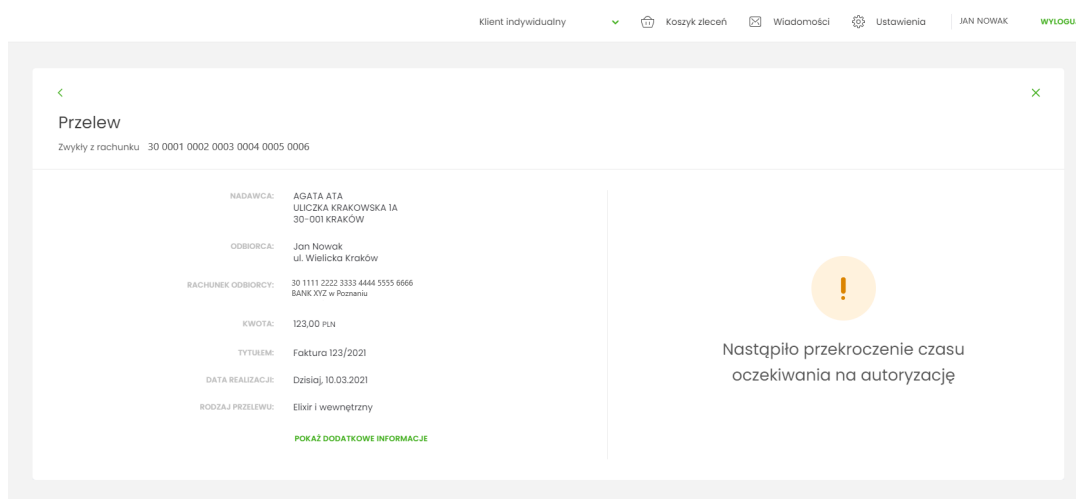 Klient indywidualny Koszyk zleceń Wiadomości Ustawienia JAN NOWAK WYLOGUJ
Przelew
Zwykły z rachunku 30 0001 0002 0003 0004 0005 0006
NADAWCA: AGATA ATA
ULICZKA KRAKOWSKA 1A
30-001 KRAKÓW
ODBIORCA: Jan Nowak
ul. Wielicka Kraków
RACHUNEK ODBIORCY: 30 1111 2222 3333 4444 5555 6666
BANK XYZ w Poznaniu
KWOTA: 123,00 PLN
TYTUŁEM: Faktura 123/2021
DATA REALIZACJI: Dzisiaj, 10.03.2021
RODZAJ PRZELEWU: Elixir i wewnętrzny
POKAŻ DODATKOWE INFORMACJE
Nastąpiło przekroczenie czasu
oczekiwania na autoryzację